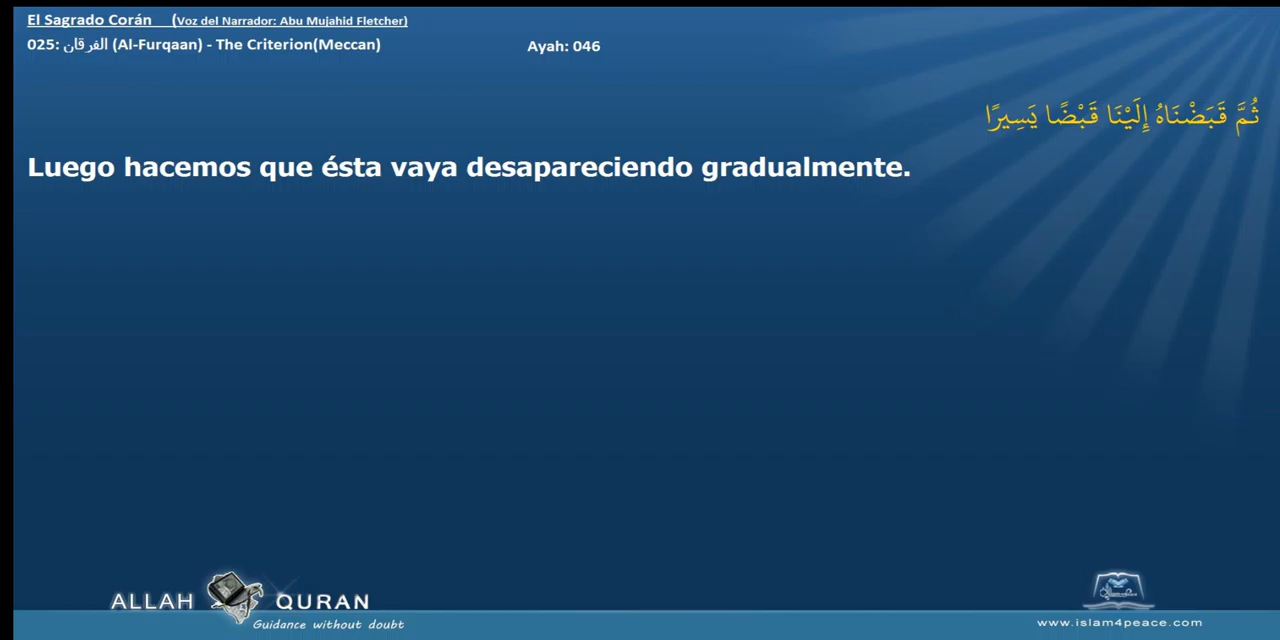 El Sagrado Corán (Voz del Narrador: Abu Mujahid Fletcher)
025: الفرقان (Al-Furqaan) - The Criterion(Meccan) Ayah: 046
ثُمَّ قَبَضْنَاهُ إِلَيْنَا قَبْضًا يَسِيرًا
Luego hacemos que ésta vaya desapareciendo gradualmente.
ALLAH QURAN
Guidance without doubt
www.islam4peace.com